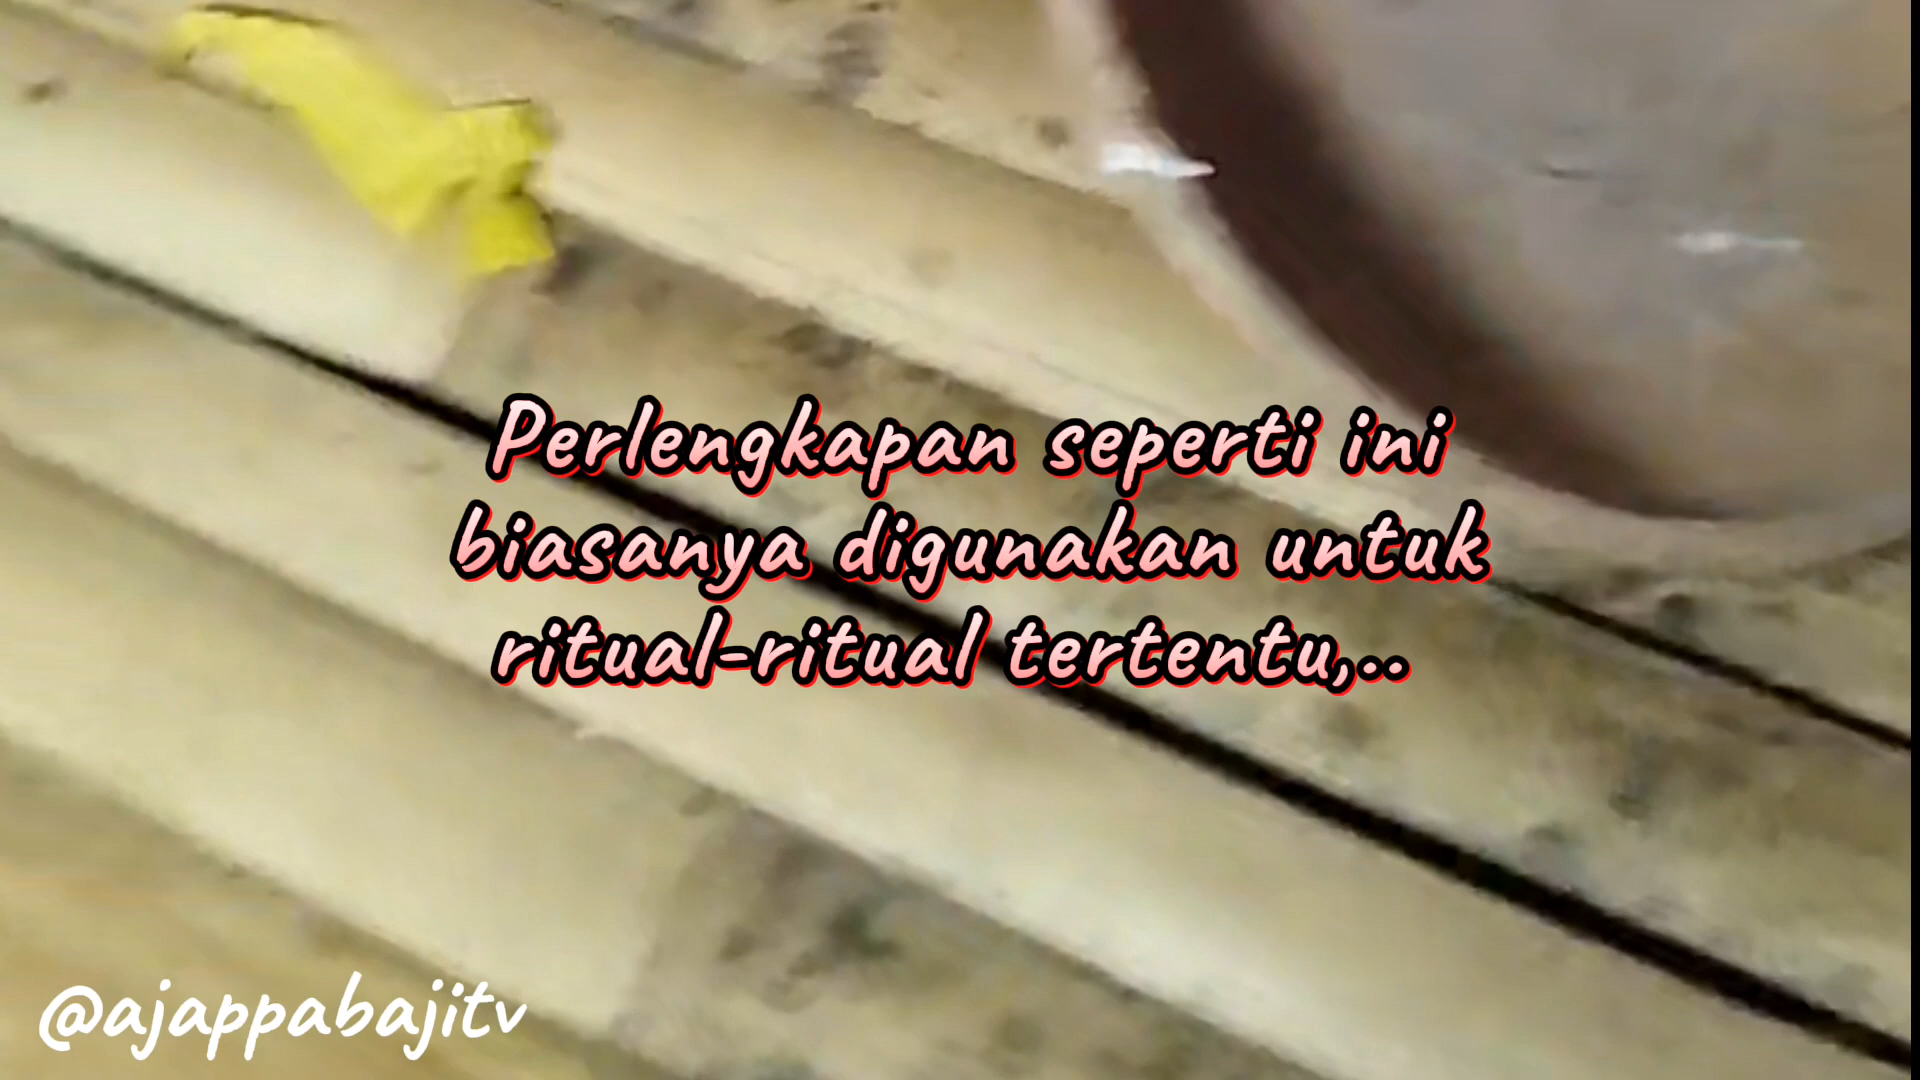 Perlengkapan seperti ini
biasanya digunakan untuk
ritual-ritual tertentu,..
@ajappabajitv